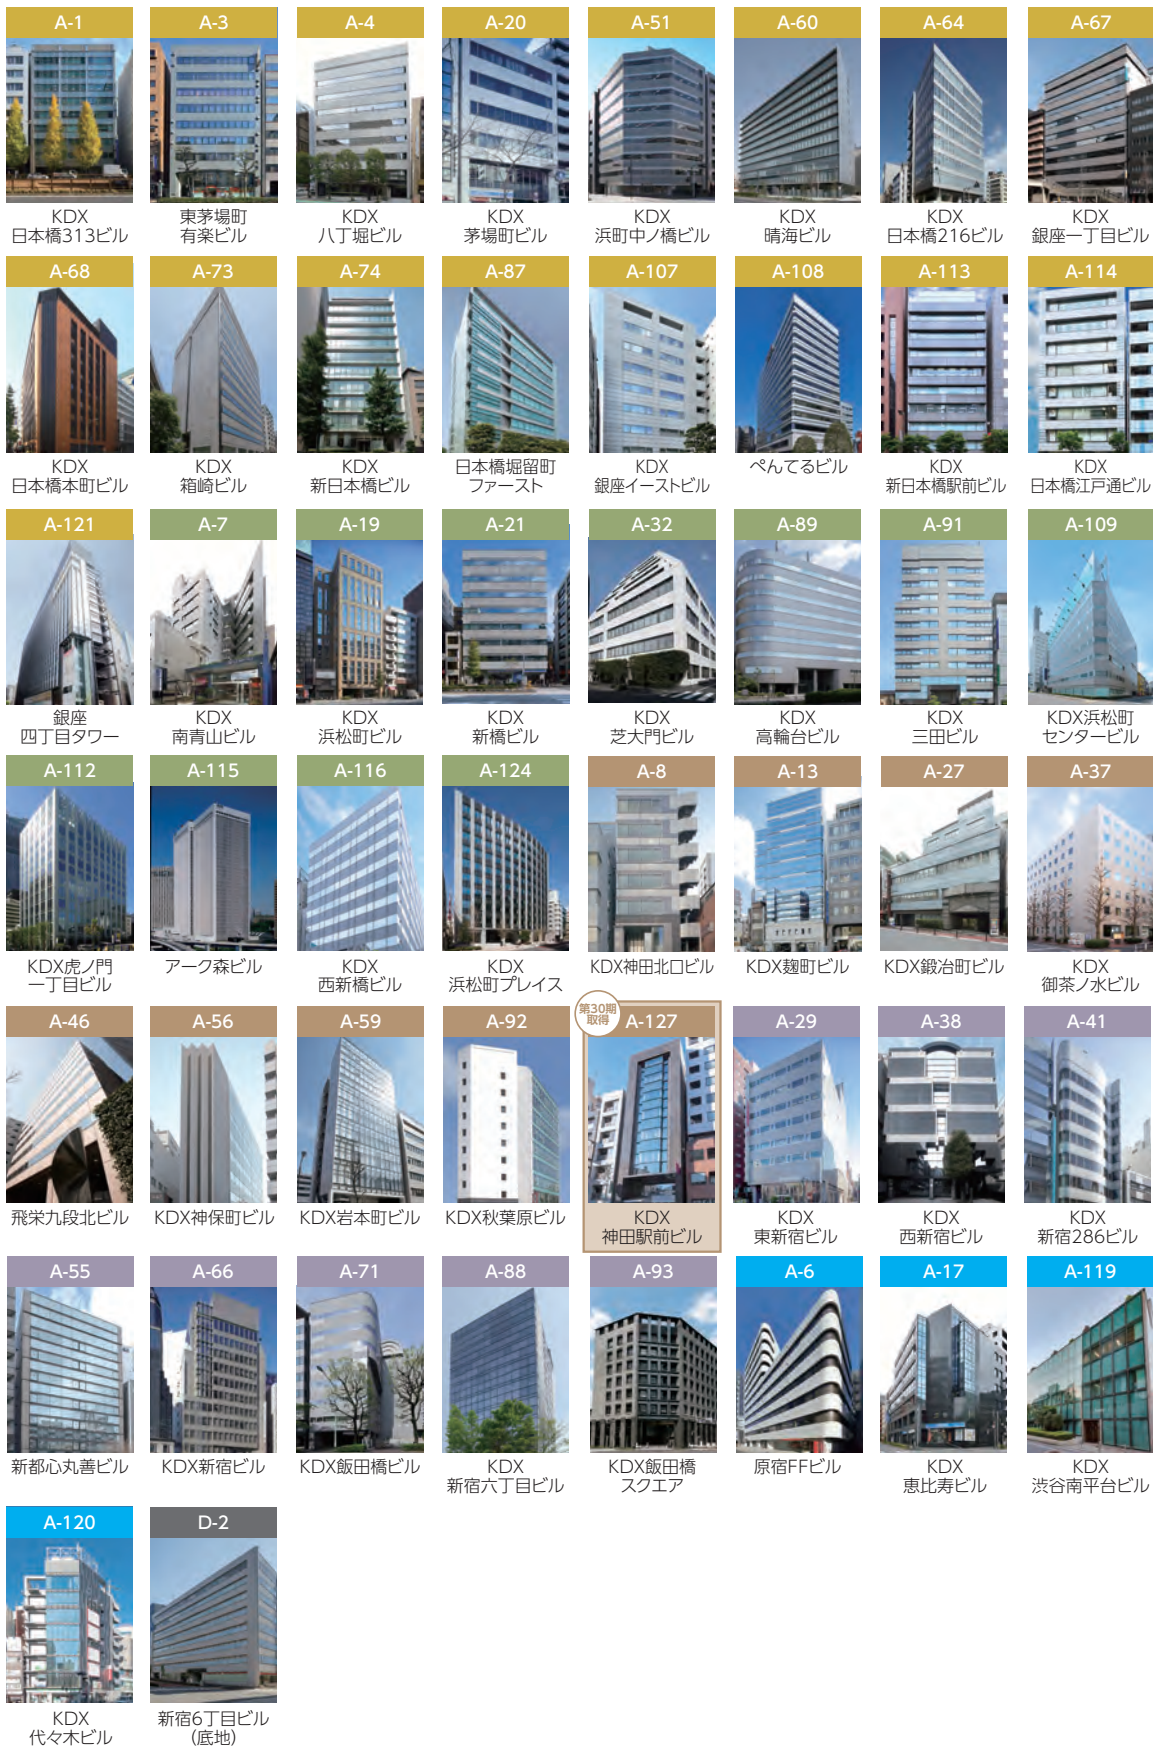 A-1
A-3
A-4
A-20
A-51
A-60
A-64
A-67
KDX
日本橋313ビル
東茅場町
有楽ビル
KDX
八丁堀ビル
KDX
茅場町ビル
KDX
浜町中ノ橋ビル
KDX
晴海ビル
KDX
日本橋216ビル
KDX
銀座一丁目ビル
A-68
A-73
A-74
A-87
A-107
A-108
A-113
A-114
KDX
日本橋本町ビル
KDX
箱崎ビル
KDX
新日本橋ビル
日本橋堀留町
ファースト
KDX
銀座イーストビル
ぺんてるビル
KDX
新日本橋駅前ビル
KDX
日本橋江戸通ビル
A-121
A-7
A-19
A-21
A-32
A-89
A-91
A-109
銀座
四丁目タワー
KDX
南青山ビル
KDX
浜松町ビル
KDX
新橋ビル
KDX
芝大門ビル
KDX
高輪台ビル
KDX
三田ビル
KDX浜松町
センタービル
A-112
A-115
A-116
A-124
A-8
A-13
A-27
A-37
KDX虎ノ門
一丁目ビル
アーク森ビル
KDX
西新橋ビル
KDX
浜松町プレイス
KDX神田北口ビル
KDX麹町ビル
KDX鍛冶町ビル
KDX
御茶ノ水ビル
A-46
A-56
A-59
A-92
第30期
取得
A-127
A-29
A-38
A-41
飛栄九段北ビル
KDX神保町ビル
KDX岩本町ビル
KDX秋葉原ビル
KDX
神田駅前ビル
KDX
東新宿ビル
KDX
西新宿ビル
KDX
新宿286ビル
A-55
A-66
A-71
A-88
A-93
A-6
A-17
A-119
新都心丸善ビル
KDX新宿ビル
KDX飯田橋ビル
KDX
新宿六丁目ビル
KDX飯田橋
スクエア
原宿FFビル
KDX
恵比寿ビル
KDX
渋谷南平台ビル
A-120
D-2
KDX
代々木ビル
新宿6丁目ビル
(底地)